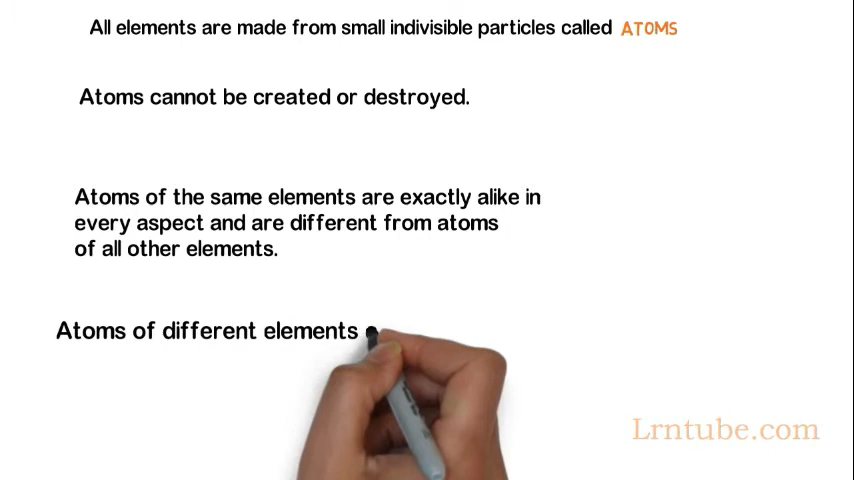 All elements are made from small indivisible particles called ATOMS
Atoms cannot be created or destroyed.
Atoms of the same elements are exactly alike in
every aspect and are different from atoms
of all other elements.
Atoms of different elements
Lrntube.com